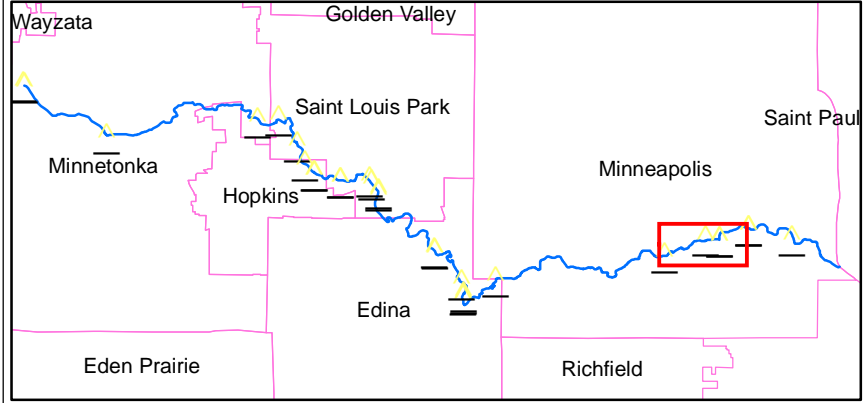 Golden Valley
Wayzata
Saint Louis Park
Saint Paul
Minnetonka
Minneapolis
Hopkins
Edina
Eden Prairie
Richfield